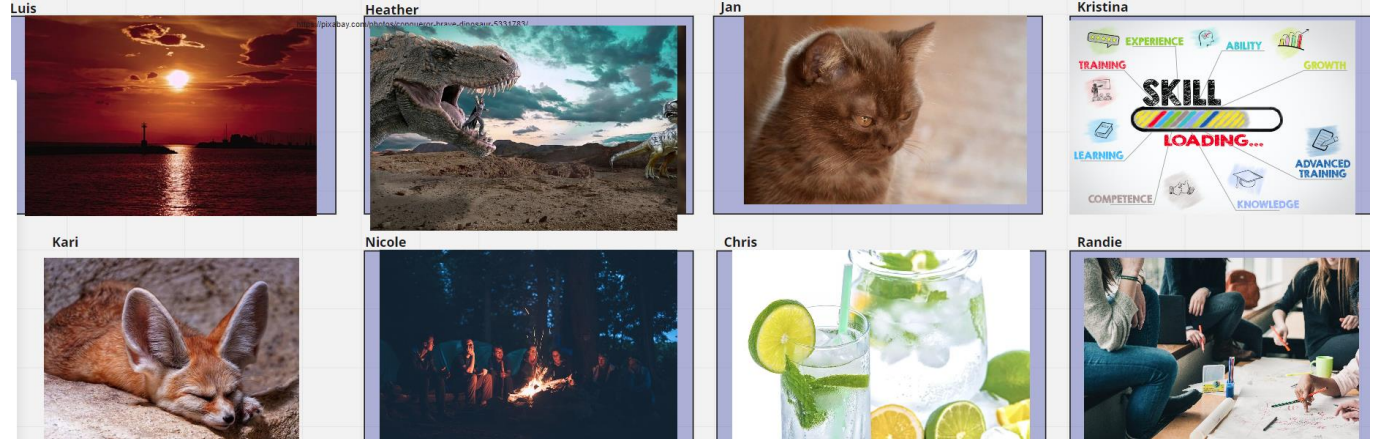 Luis
Heather
Jan
Kristina
https://pixabay.com/photos/conqueror-brave-dinosaur-5331783/
EXPERIENCE
ABILITY
TRAINING
GROWTH
SKILL
LOADING...
LEARNING
ADVANCED
TRAINING
COMPETENCE
KNOWLEDGE
Kari
Nicole
Chris
Randie